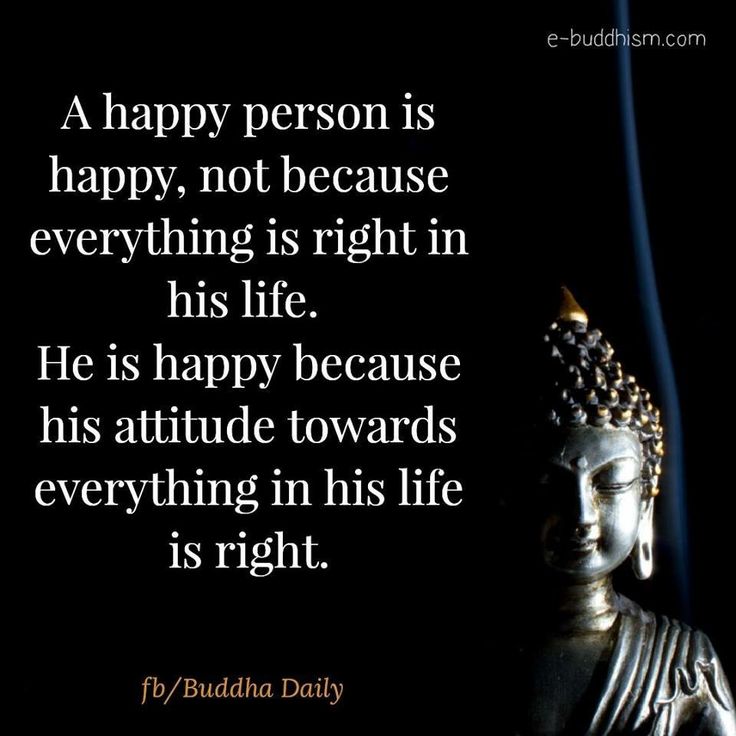 e-buddhism.com
A happy person is
happy, not because
everything is right in
his life.
He is happy because
his attitude towards
everything in his life
is right.
fb/Buddha Daily